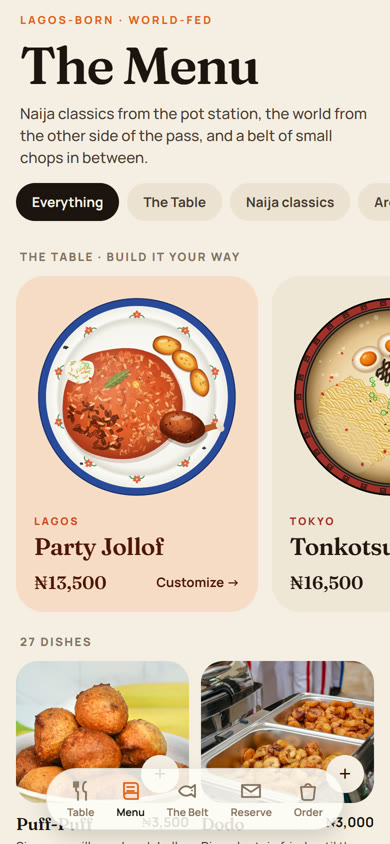 LAGOS-BORN · WORLD-FED
The Menu
Naija classics from the pot station, the world from
the other side of the pass, and a belt of small
chops in between.
Everything
The Table
Naija classics
THE TABLE · BUILD IT YOUR WAY
LAGOS
Party Jollof
₦13,500
Customize →
TOKYO
₦16,500
27 DISHES
+
+
Table
Menu
The Belt
Reserve
Order
Puff-Puff
₦3,500
Dodo
₦3,000